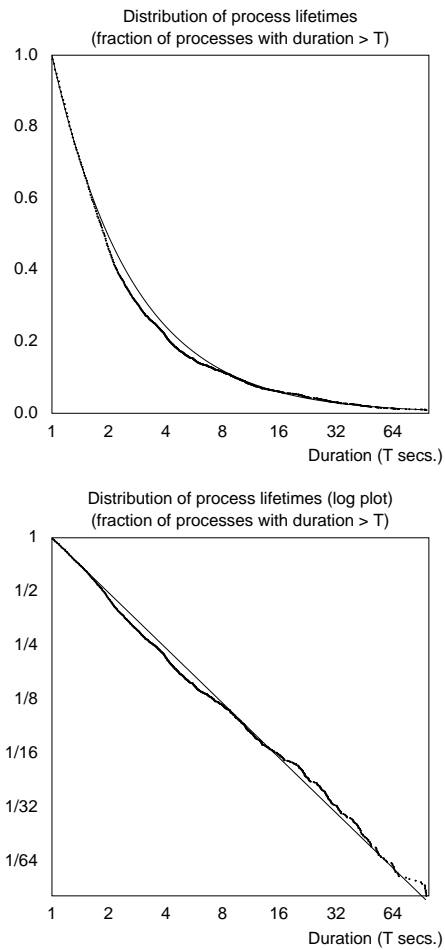 Distribution of process lifetimes
(fraction of processes with duration > T)
1.0
0.8
0.6
0.4
0.2
0.0
1 2 4 8 16 32 64
Duration (T secs.)
Distribution of process lifetimes (log plot)
(fraction of processes with duration > T)
1
1/2
1/4
1/8
1/16
1/32
1/64
1 2 4 8 16 32 64
Duration (T secs.)